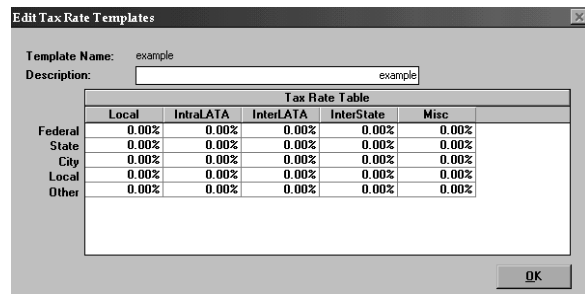 Edit Tax Rate Templates
Template Name: example
Description: example
Tax Rate Table
Local IntraLATA InterLATA InterState Misc
Federal 0.00% 0.00% 0.00% 0.00% 0.00%
State 0.00% 0.00% 0.00% 0.00% 0.00%
City 0.00% 0.00% 0.00% 0.00% 0.00%
Local 0.00% 0.00% 0.00% 0.00% 0.00%
Other 0.00% 0.00% 0.00% 0.00% 0.00%
OK